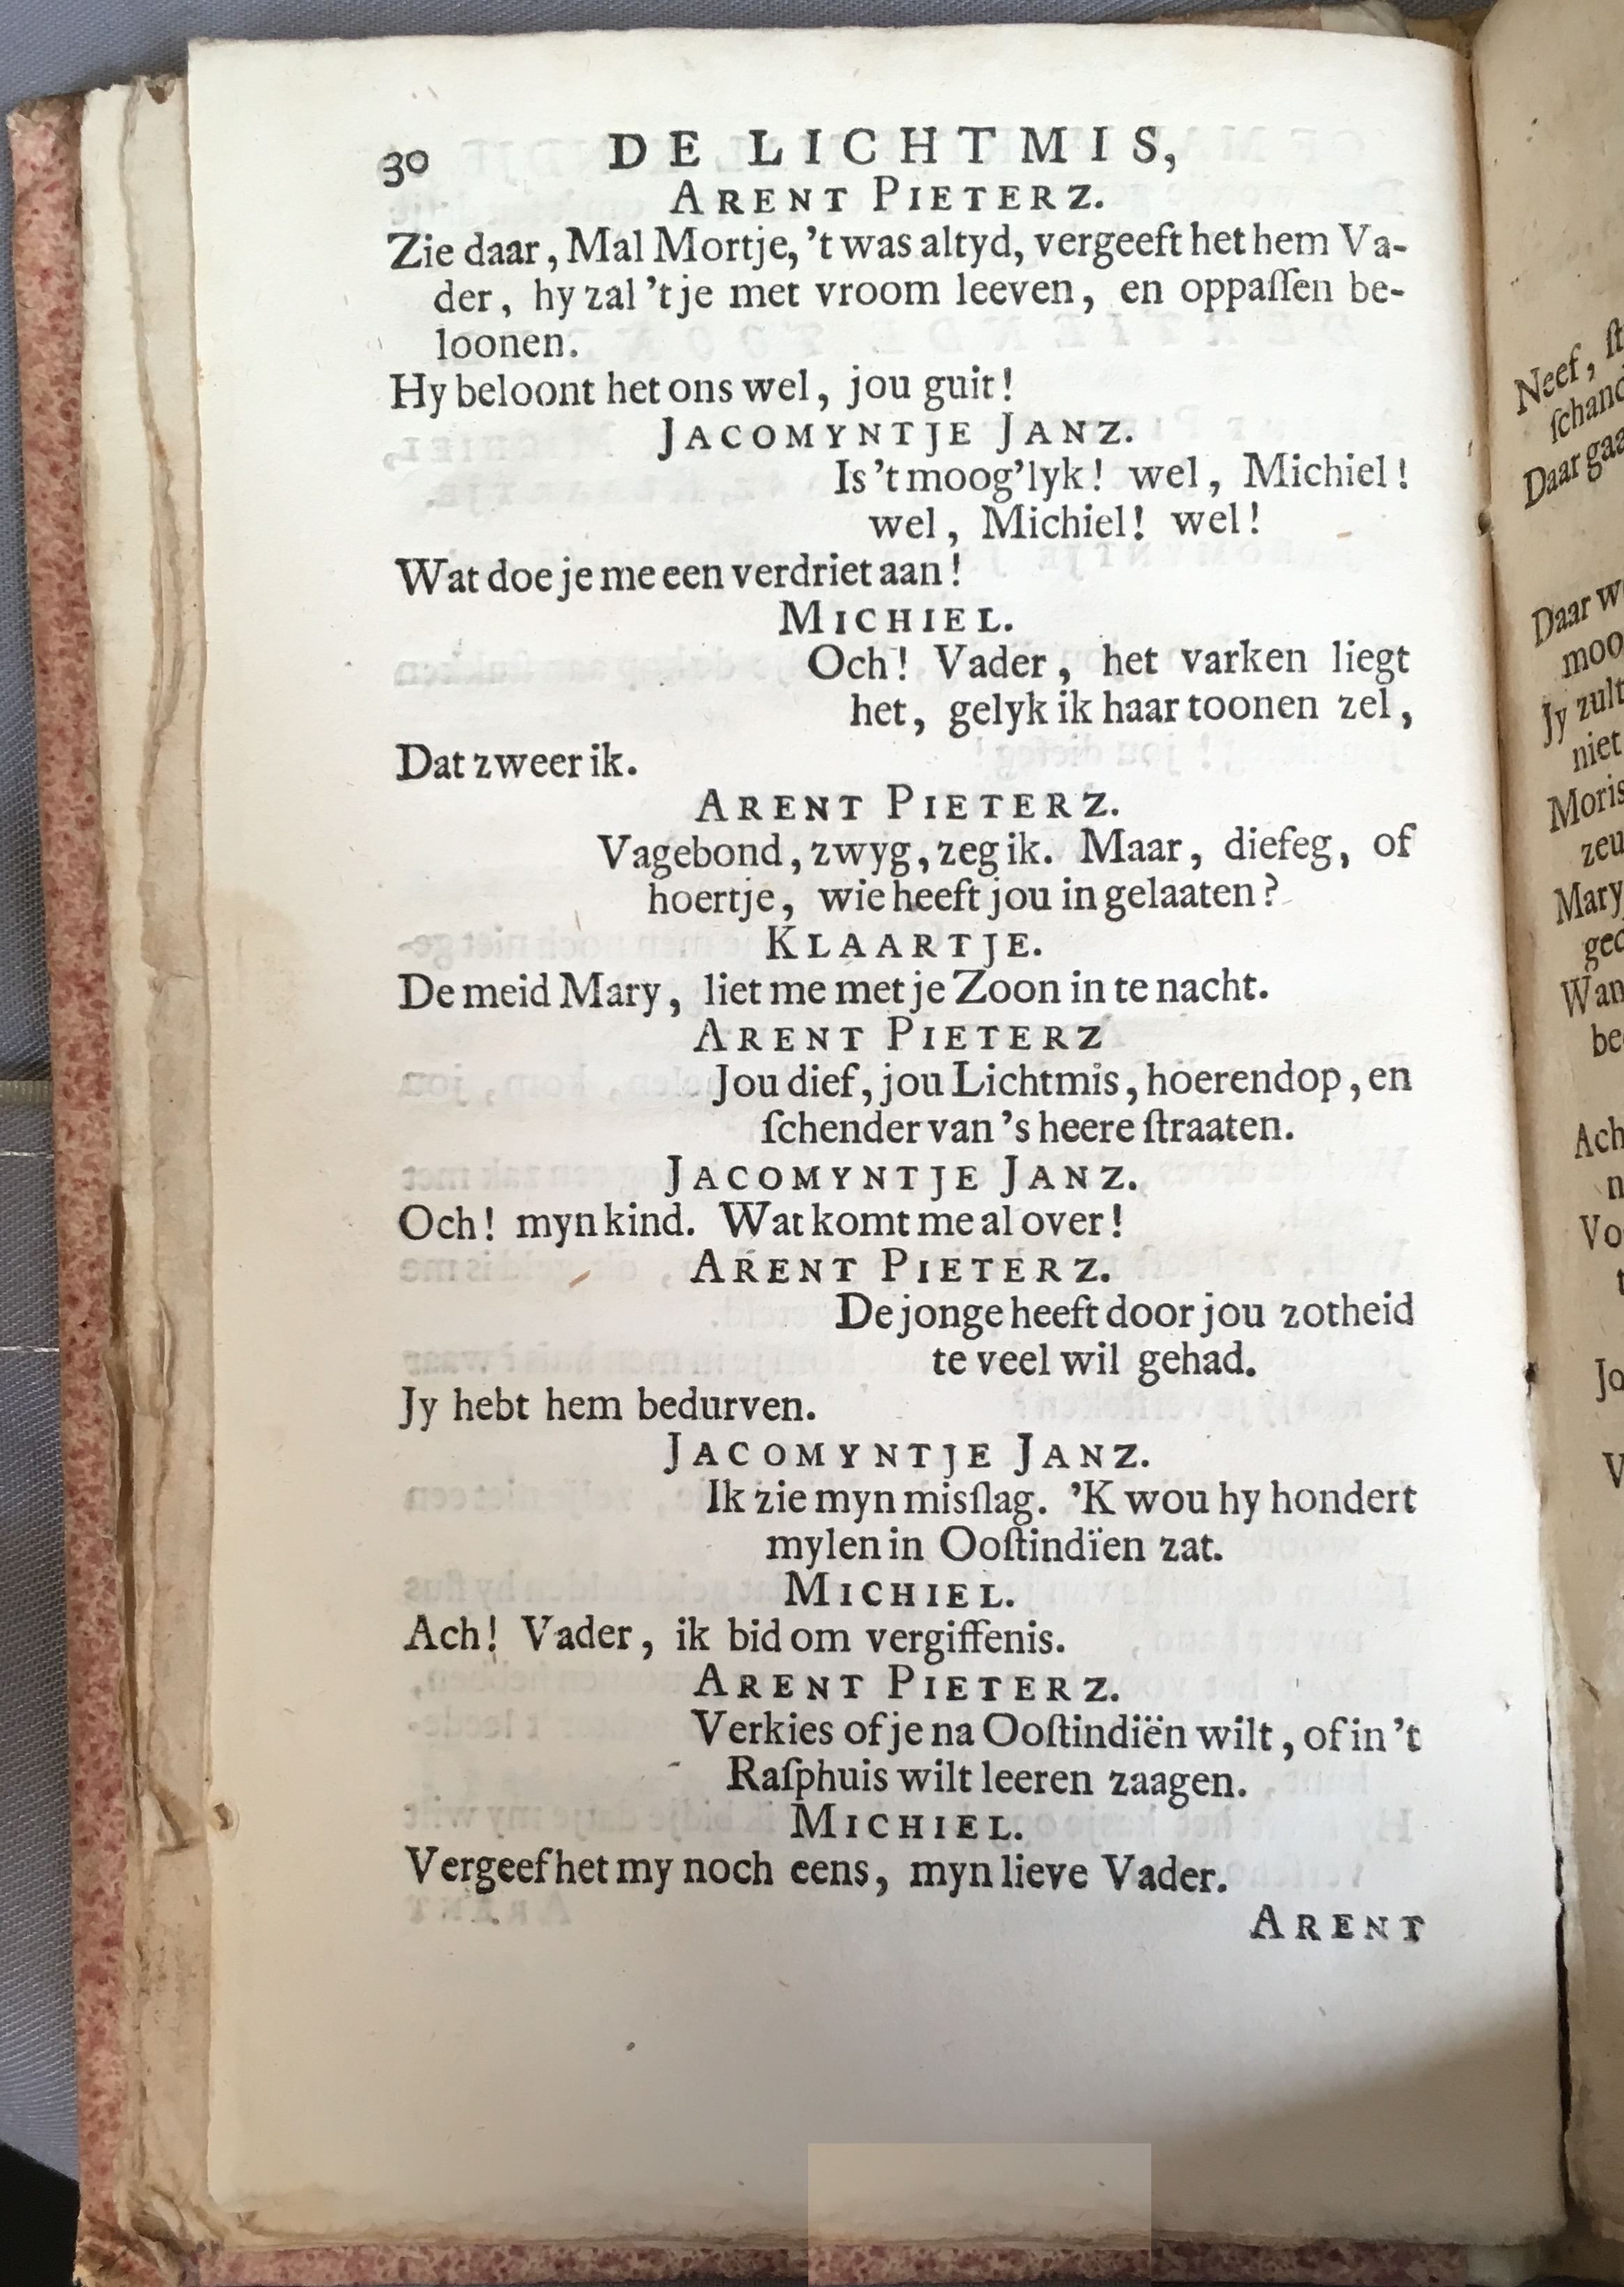 30 DE LICHTMIS,
ARENT PIETERZ.
Zie daar, Mal Mortje, 't was altyd, vergeeft het hem Va-
der, hy zal 't je met vroom leeven, en oppaſſen be-
loonen.
Hy beloont het ons wel, jou guit!
JACOMYNTJE JANZ.
Is 't moog'lyk! wel, Michiel!
wel, Michiel! wel!
Wat doe je me een verdriet aan!
MICHIEL.
Och! Vader, het varken liegt
het, gelyk ik haar toonen zel,
Dat zweer ik.
ARENT PIETERZ.
Vagebond, zwyg, zeg ik. Maar, diefeg, of
hoertje, wie heeft jou in gelaaten?
KLAARTJE.
De meid Mary, liet me met je Zoon in te nacht.
ARENT PIETERZ
Jou dief, jou Lichtmis, hoerendop, en
ſchender van 's heere ſtraaten.
JACOMYNTJE JANZ.
Och! myn kind. Wat komt me al over!
ARENT PIETERZ.
De jonge heeft door jou zotheid
te veel wil gehad.
Jy hebt hem bedurven.
JACOMYNTJE JANZ.
Ik zie myn misſlag. 'K wou hy hondert
mylen in Ooſtindïen zat.
MICHIEL.
Ach! Vader, ik bid om vergiffenis.
ARENT PIETERZ.
Verkies of je na Ooſtindiën wilt, of in 't
Raſphuis wilt leeren zaagen.
MICHIEL.
Vergeef het my noch eens, myn lieve Vader.
ARENT
Neef,
Daar
Jy zult
niet
Mary